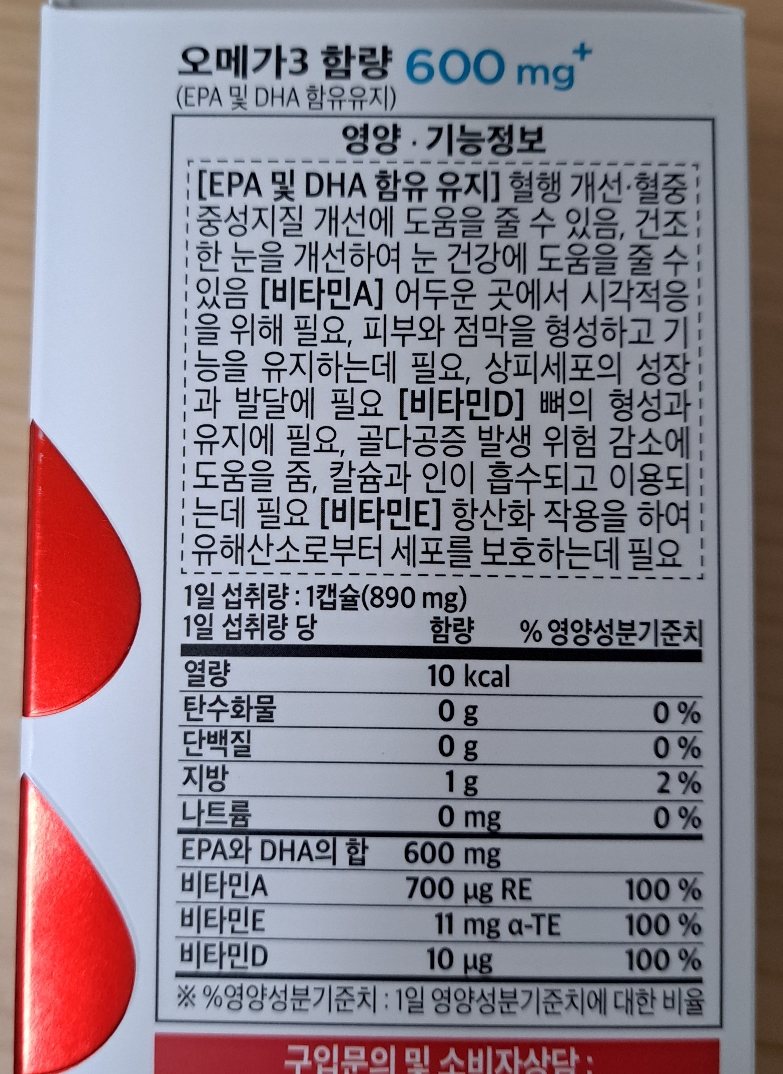 오메가3 함량 600 mg⁺
(EPA 및 DHA 함유유지)
영양 · 기능정보
[EPA 및 DHA 함유 유지] 혈행 개선·혈중
중성지질 개선에 도움을 줄 수 있음, 건조
한 눈을 개선하여 눈 건강에 도움을 줄 수
있음 [비타민A] 어두운 곳에서 시각적응
을 위해 필요, 피부와 점막을 형성하고 기
능을 유지하는데 필요, 상피세포의 성장
과 발달에 필요 [비타민D] 뼈의 형성과
유지에 필요, 골다공증 발생 위험 감소에
도움을 줌, 칼슘과 인이 흡수되고 이용되
는데 필요 [비타민E] 항산화 작용을 하여
유해산소로부터 세포를 보호하는데 필요
1일 섭취량 : 1캡슐(890 mg)
1일 섭취량 당 함량 % 영양성분기준치
열량 10 kcal
탄수화물 0 g 0 %
단백질 0 g 0 %
지방 1 g 2 %
나트륨 0 mg 0 %
EPA와 DHA의 합 600 mg
비타민A 700 µg RE 100 %
비타민E 11 mg α-TE 100 %
비타민D 10 µg 100 %
※ %영양성분기준치 : 1일 영양성분기준치에 대한 비율
구입문의 및 소비자상담 :